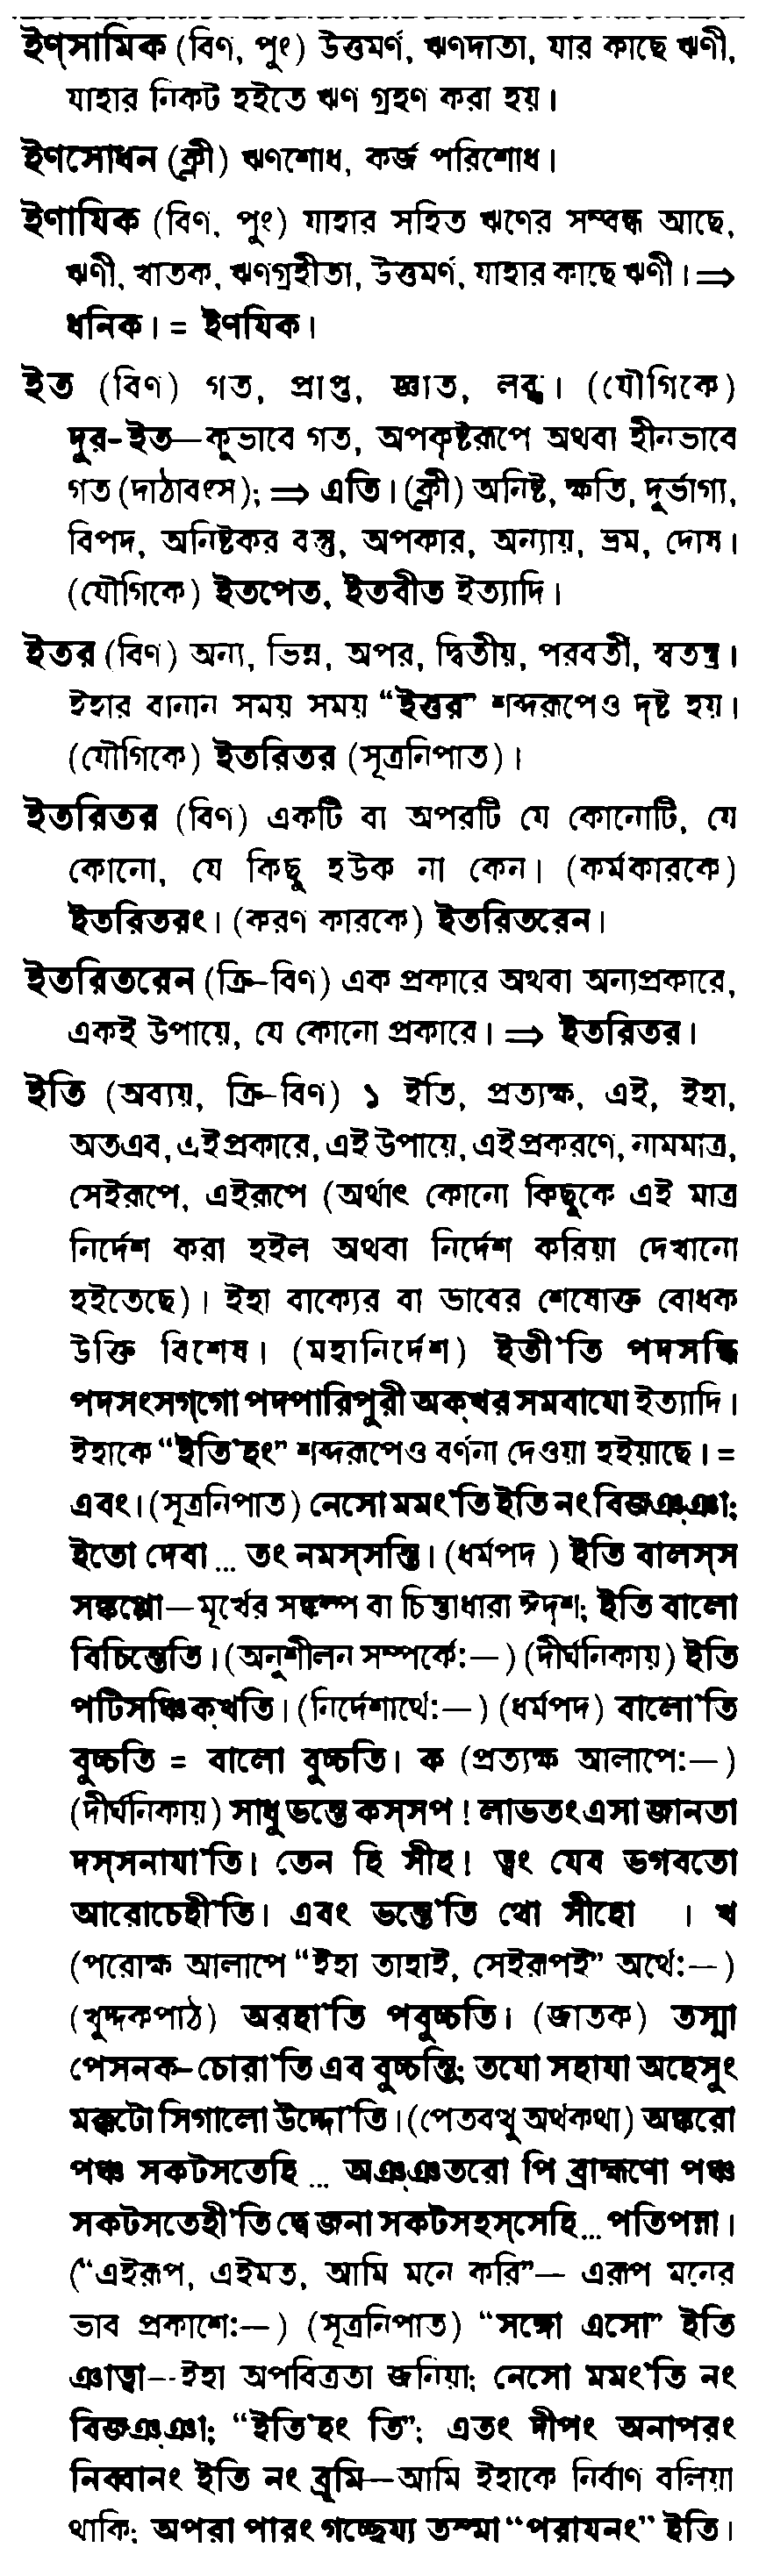 ইণ্‌সামিক (বিণ, পুং) উত্তমর্ণ, ঋণদাতা, যার কাছে ঋণী,
যাহার নিকট হইতে ঋণ গ্রহণ করা হয়।
ইণসোধন (ক্লী) ঋণশোধ, কর্জ পরিশোধ।
ইণাযিক (বিণ, পুং) যাহার সহিত ঋণের সম্বন্ধ আছে,
ঋণী, খাতক, ঋণগ্রহীতা, উত্তমর্ণ, যাহার কাছে ঋণী। ⇒
ধনিক। = ইণযিক।
ইত (বিণ) গত, প্রাপ্ত, জ্ঞাত, লব্ধ। (যৌগিকে)
দুর-ইত—কুভাবে গত, অপকৃষ্টরূপে অথবা হীনভাবে
গত (দাঠাবংস); ⇒ এতি। (ক্লী) অনিষ্ট, ক্ষতি, দুর্ভাগ্য,
বিপদ, অনিষ্টকর বস্তু, অপকার, অন্যায়, ভ্রম, দোষ।
(যৌগিকে) ইতপেত, ইতবীত ইত্যাদি।
ইতর (বিণ) অন্য, ভিন্ন, অপর, দ্বিতীয়, পরবর্তী, স্বতন্ত্র।
ইহার বানান সময় সময় “ইত্তর” শব্দরূপেও দৃষ্ট হয়।
(যৌগিকে) ইতরিতর (সূত্রনিপাত)।
ইতরিতর (বিণ) একটি বা অপরটি যে কোনোটি, যে
কোনো, যে কিছু হউক না কেন। (কর্মকারকে)
ইতরিতরং। (করণ কারকে) ইতরিতরেন।
ইতরিতরেন (ক্রি-বিণ) এক প্রকারে অথবা অন্যপ্রকারে,
একই উপায়ে, যে কোনো প্রকারে। ⇒ ইতরিতর।
ইতি (অব্যয়, ক্রি-বিণ) ১ ইতি, প্রত্যক্ষ, এই, ইহা,
অতএব, এই প্রকারে, এই উপায়ে, এই প্রকরণে, নামমাত্র,
সেইরূপে, এইরূপে (অর্থাৎ কোনো কিছুকে এই মাত্র
নির্দেশ করা হইল অথবা নির্দেশ করিয়া দেখানো
হইতেছে)। ইহা বাক্যের বা ভাবের শেষোক্ত বোধক
উক্তি বিশেষ। (মহানির্দেশ) ইতী'তি পদসন্ধি
পদসংসগ্‌গো পদপারিপুরী অক্‌খর সমবাযো ইত্যাদি।
ইহাকে “ইতি'হং” শব্দরূপেও বর্ণনা দেওয়া হইয়াছে। =
এবং। (সূত্রনিপাত) নেসো মমং'তি ইতি নং বিজঞ্‌ঞা;
ইতো দেবা ... তং নমস্‌সন্তি। (ধর্মপদ ) ইতি বালস্‌স
সঙ্কপ্পো—মূর্খের সঙ্কল্প বা চিন্তাধারা ঈদৃশ; ইতি বালো
বিচিন্তেতি। (অনুশীলন সম্পর্কে:—) (দীর্ঘনিকায়) ইতি
পটিসঞ্চিক্‌খতি। (নির্দেশার্থে:—) (ধর্মপদ) বালো'তি
বুচ্চতি = বালো বুচ্চতি। ক (প্রত্যক্ষ আলাপে:—)
(দীর্ঘনিকায়) সাধু ভন্তে কস্‌সপ ! লাভতং এসা জানতা
দস্‌সনাযা'তি। তেন হি সীহ! ত্বং যেব ভগবতো
আরোচেহী'তি। এবং ভন্তে'তি খো সীহো । খ
(পরোক্ষ আলাপে “ইহা তাহাই, সেইরূপই” অর্থে:—)
(খুদ্দকপাঠ) অরহা'তি পবুচ্চতি। (জাতক) তস্মা
পেসনক-চোরা'তি এব বুচ্চন্তি; তযো সহাযা অহেসুং
মক্কটো সিগালো উদ্দো'তি। (পেতবত্থু অর্থকথা) অঙ্কুরো
পঞ্চ সকটসতেহি ... অঞ্‌ঞতরো পি ব্রাহ্মণো পঞ্চ
সকটসতেহী'তি দ্বে জনা সকটসহস্‌সেহি ... পতিপন্না।
(“এইরূপ, এইমত, আমি মনে করি”— এরূপ মনের
ভাব প্রকাশে:—) (সূত্রনিপাত) “সঙ্গো এসো” ইতি
ঞাত্বা--ইহা অপবিত্রতা জনিয়া; নেসো মমং'তি নং
বিজঞ্‌ঞা; “ইতি'হং তি”; এতং দীপং অনাপরং
নিব্বানং ইতি নং ব্রূমি—আমি ইহাকে নির্বাণ বলিয়া
থাকি; অপরা পারং গচ্ছেয্য তস্মা “পরাযনং” ইতি।